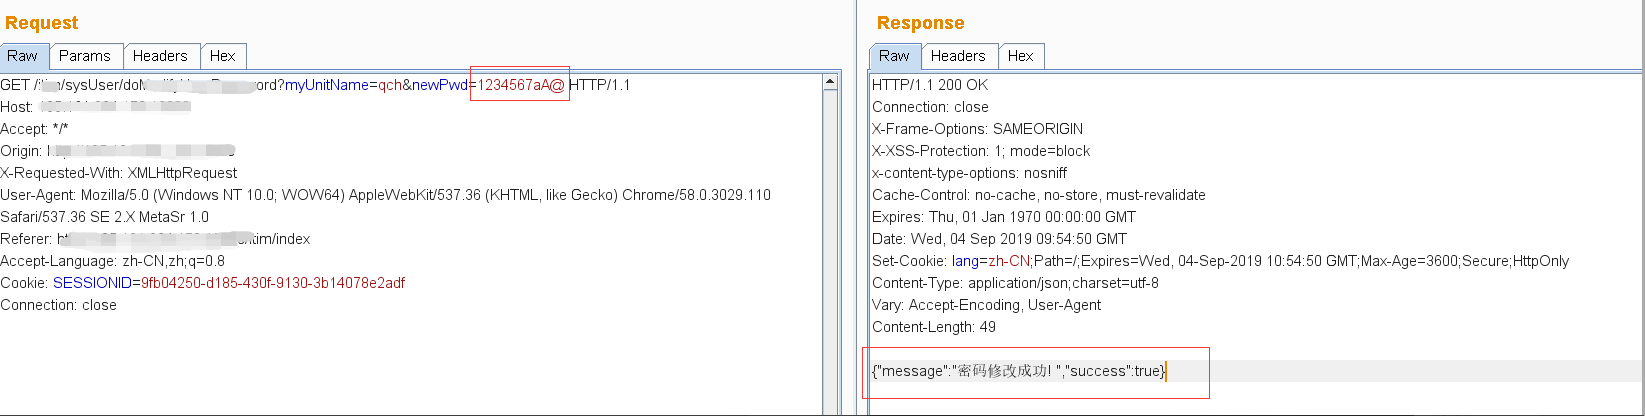 Request
Raw Params Headers Hex
GET /sysUser/doM ord?myUnitName=qch&newPwd=1234567aA@ HTTP/1.1
Host:
Accept: */*
Origin:
X-Requested-With: XMLHttpRequest
User-Agent: Mozilla/5.0 (Windows NT 10.0; WOW64) AppleWebKit/537.36 (KHTML, like Gecko) Chrome/58.0.3029.110
Safari/537.36 SE 2.X MetaSr 1.0
Referer: ntim/index
Accept-Language: zh-CN,zh;q=0.8
Cookie: SESSIONID=9fb04250-d185-430f-9130-3b14078e2adf
Connection: close
Response
Raw Headers Hex
HTTP/1.1 200 OK
Connection: close
X-Frame-Options: SAMEORIGIN
X-XSS-Protection: 1; mode=block
x-content-type-options: nosniff
Cache-Control: no-cache, no-store, must-revalidate
Expires: Thu, 01 Jan 1970 00:00:00 GMT
Date: Wed, 04 Sep 2019 09:54:50 GMT
Set-Cookie: lang=zh-CN;Path=/;Expires=Wed, 04-Sep-2019 10:54:50 GMT;Max-Age=3600;Secure;HttpOnly
Content-Type: application/json;charset=utf-8
Vary: Accept-Encoding, User-Agent
Content-Length: 49
{"message":"密码修改成功! ","success":true}